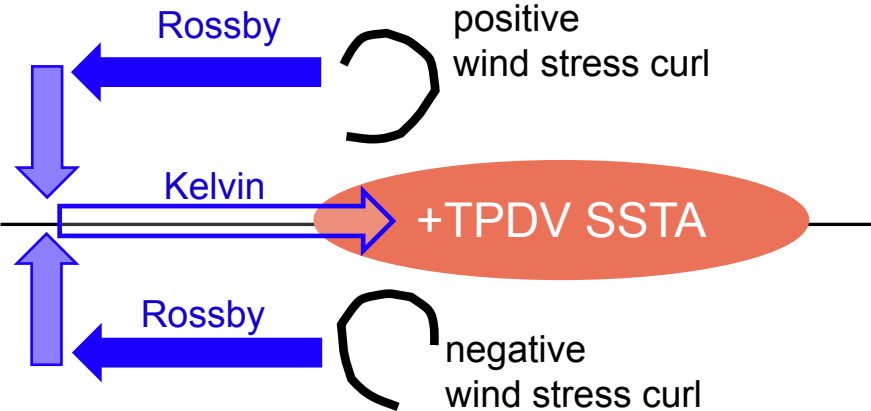 Rossby
positive
wind stress curl
Kelvin
+TPDV SSTA
Rossby
negative
wind stress curl